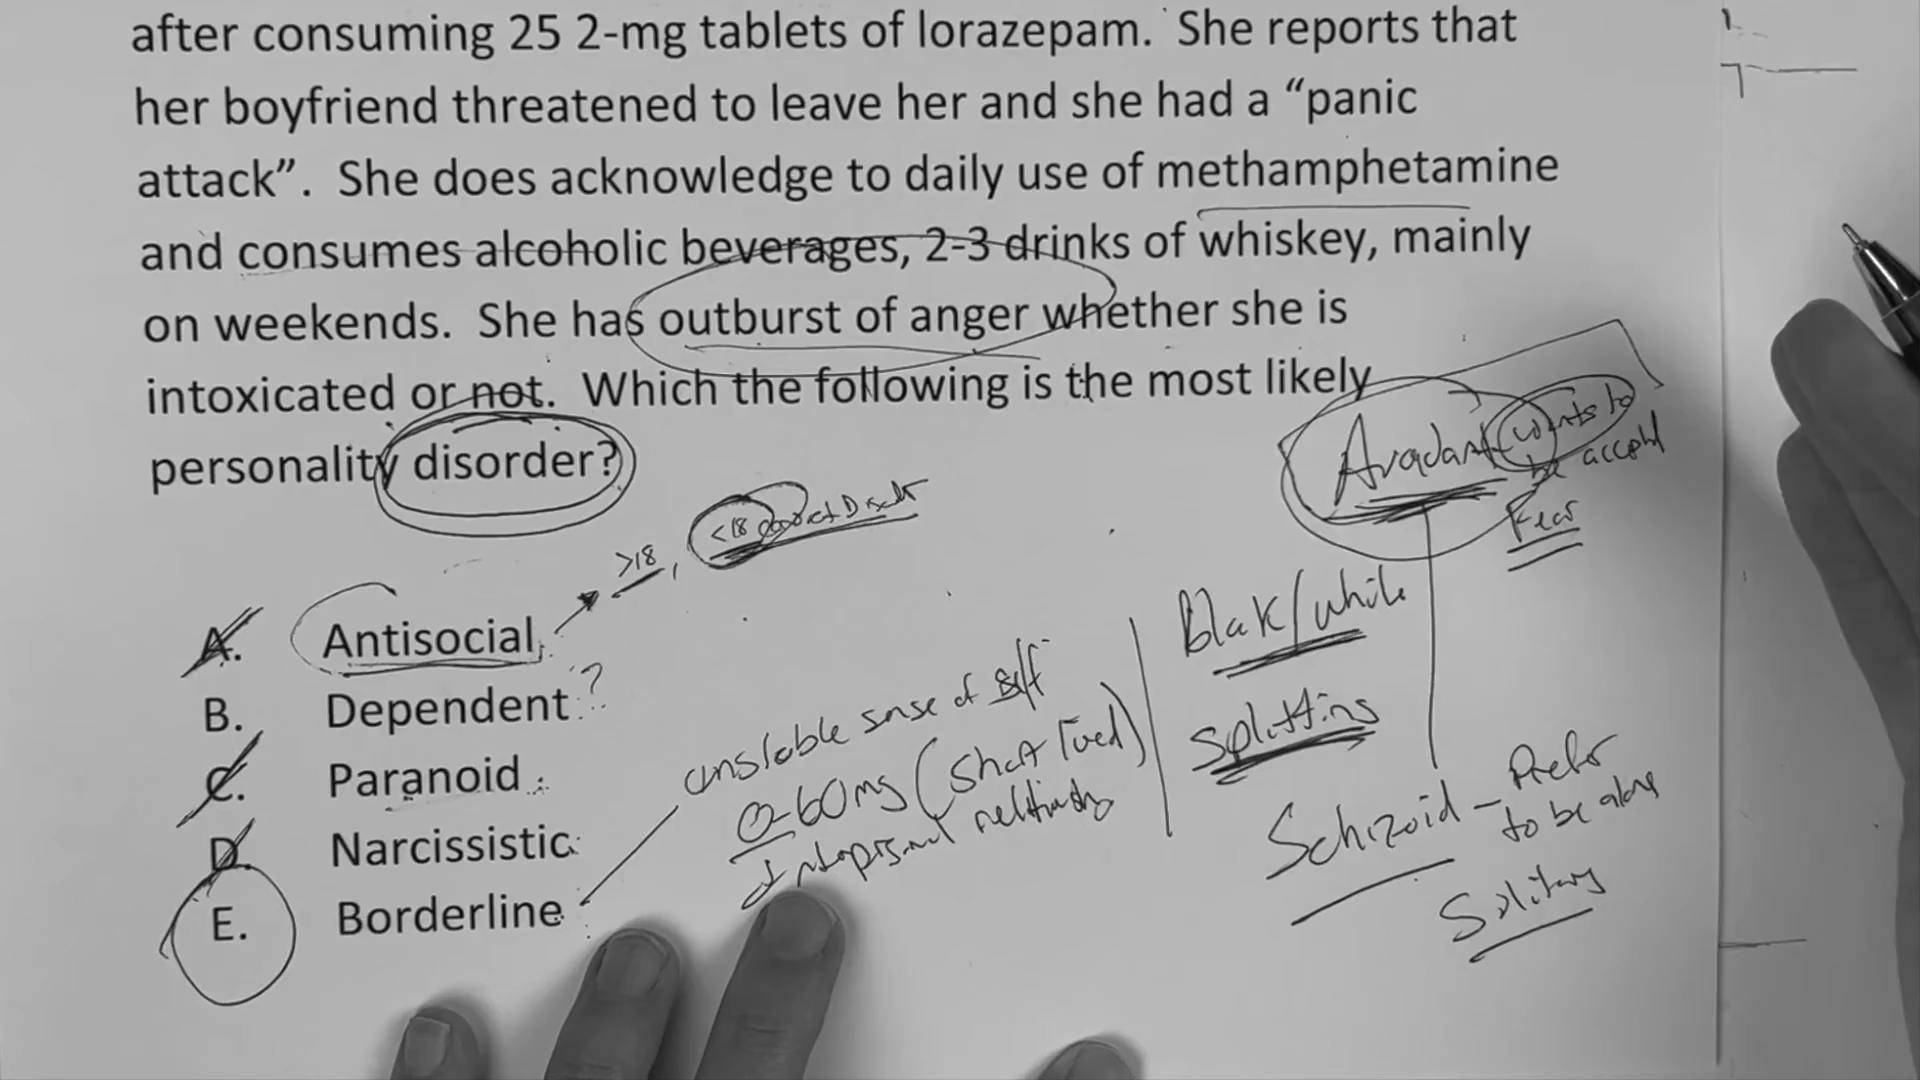 after consuming 25 2-mg tablets of lorazepam. She reports that
her boyfriend threatened to leave her and she had a “panic
attack”. She does acknowledge to daily use of methamphetamine
and consumes alcoholic beverages, 2-3 drinks of whiskey, mainly
on weekends. She has outburst of anger whether she is
intoxicated or not. Which the following is the most likely
personality disorder?
wants to
be
Fear
>18, <18
A. Antisocial
B. Dependent ?
C. Paranoid
D. Narcissistic
E. Borderline
unstable sense of self
black/while
splitting
Schizoid - Prefer
to be alone
Solitary